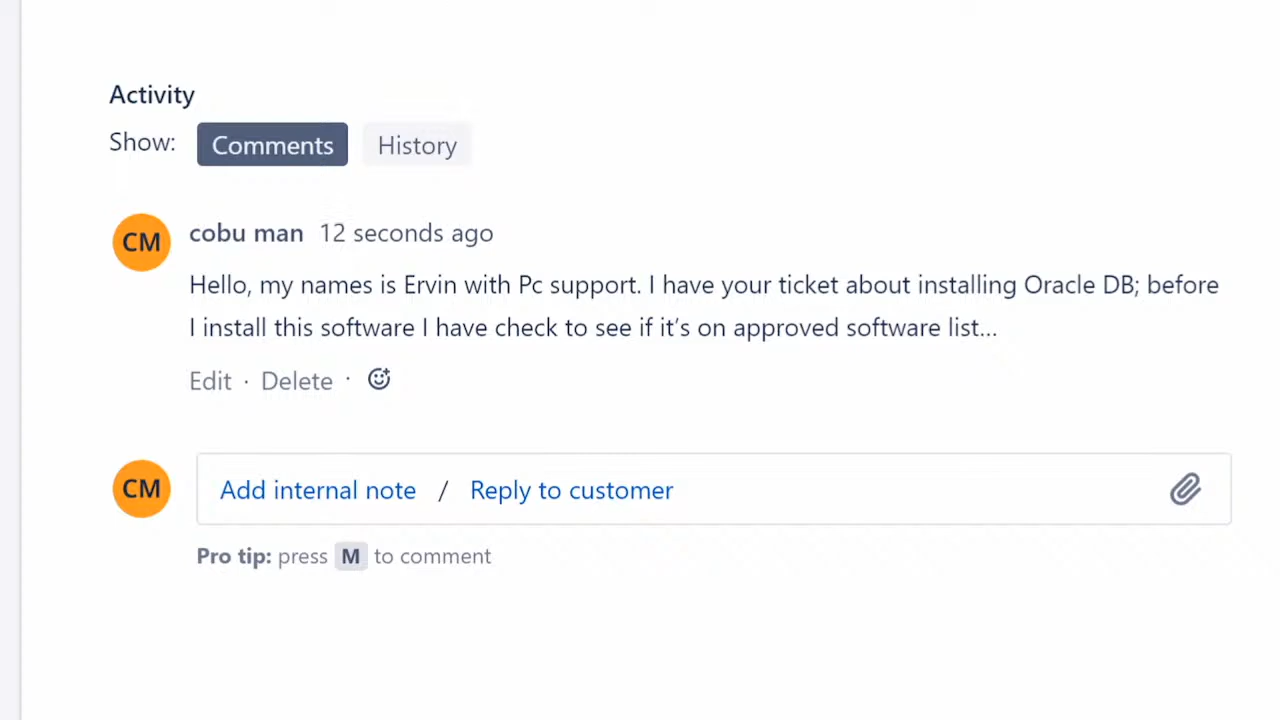 Activity
Show: Comments History
CM cobu man 12 seconds ago
Hello, my names is Ervin with Pc support. I have your ticket about installing Oracle DB; before
I install this software I have check to see if it’s on approved software list...
Edit · Delete ·
CM Add internal note / Reply to customer
Pro tip: press M to comment